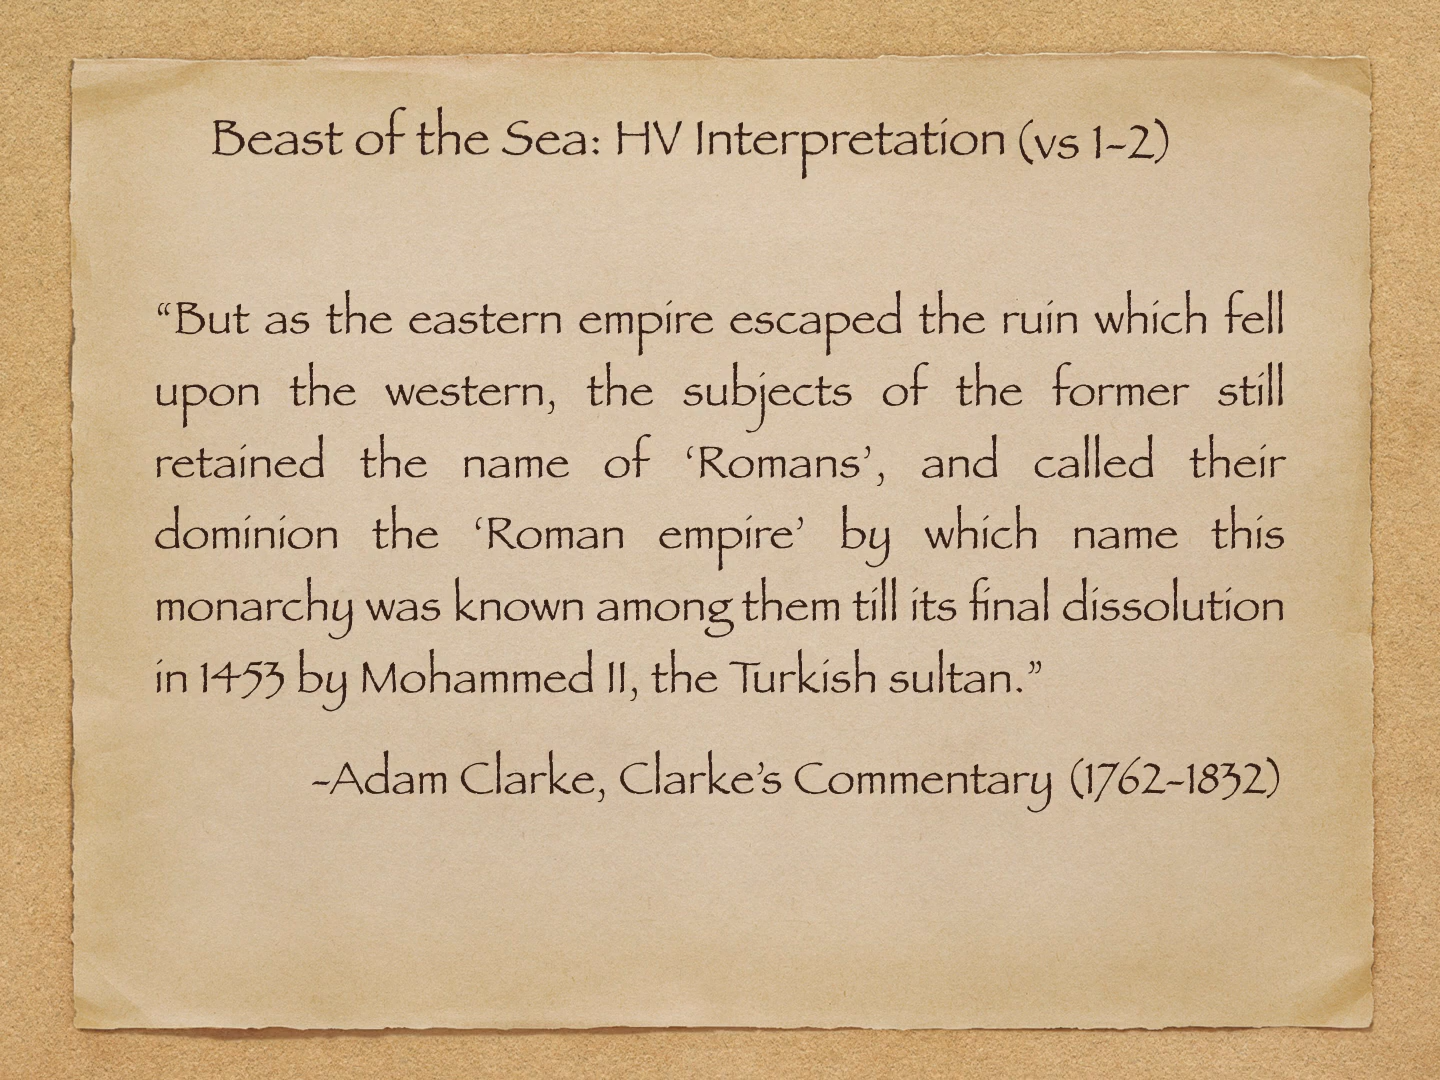 Beast of the Sea: HV Interpretation (vs 1-2)
“But as the eastern empire escaped the ruin which fell
upon the western, the subjects of the former still
retained the name of ‘Romans’, and called their
dominion the ‘Roman empire’ by which name this
monarchy was known among them till its final dissolution
in 1453 by Mohammed II, the Turkish sultan.”
-Adam Clarke, Clarke’s Commentary (1762-1832)